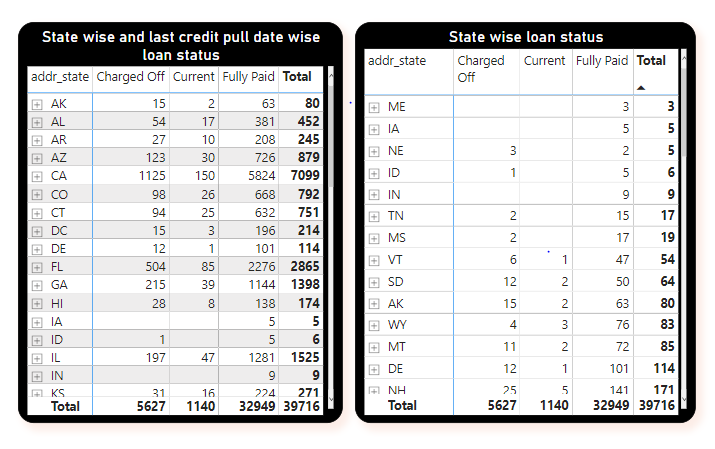 State wise and last credit pull date wise
loan status
addr_state Charged Off Current Fully Paid Total
AK 15 2 63 80
AL 54 17 381 452
AR 27 10 208 245
AZ 123 30 726 879
CA 1125 150 5824 7099
CO 98 26 668 792
CT 94 25 632 751
DC 15 3 196 214
DE 12 1 101 114
FL 504 85 2276 2865
GA 215 39 1144 1398
HI 28 8 138 174
IA 5 5
ID 1 5 6
IL 197 47 1281 1525
IN 9 9
KS 31 16 224 271
Total 5627 1140 32949 39716
State wise loan status
addr_state Charged Current Fully Paid Total
Off
ME 3 3
IA 5 5
NE 3 2 5
ID 1 5 6
IN 9 9
TN 2 15 17
MS 2 17 19
VT 6 1 47 54
SD 12 2 50 64
AK 15 2 63 80
WY 4 3 76 83
MT 11 2 72 85
DE 12 1 101 114
NH 25 5 141 171
Total 5627 1140 32949 39716